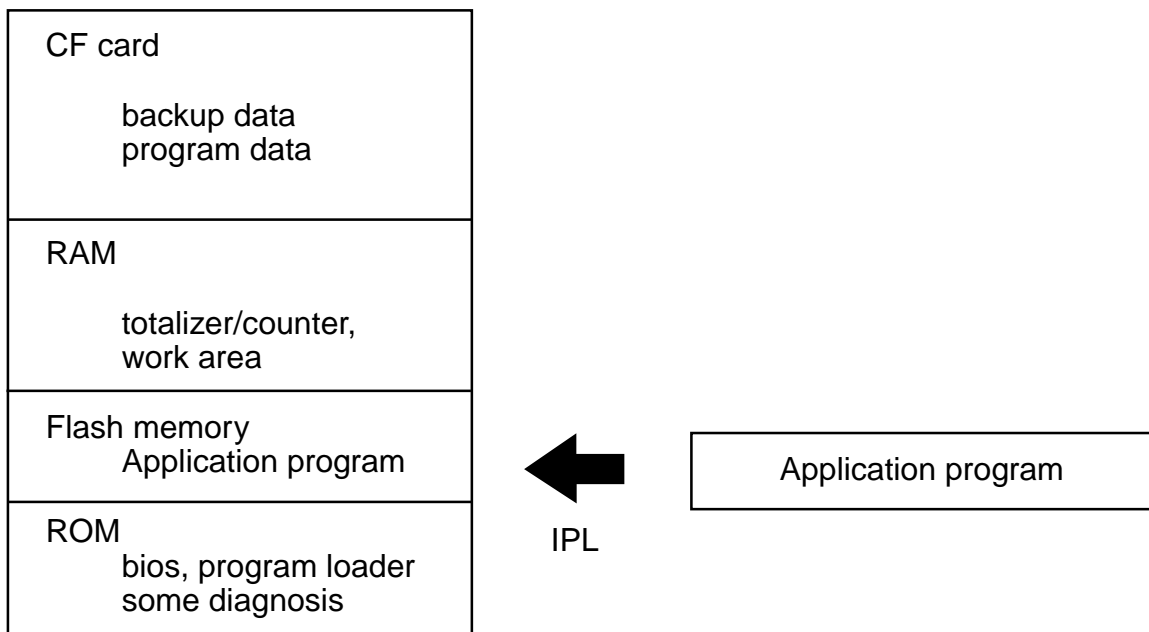 CF card
backup data
program data
RAM
totalizer/counter,
work area
Flash memory
Application program
ROM
bios, program loader
some diagnosis
IPL
Application program